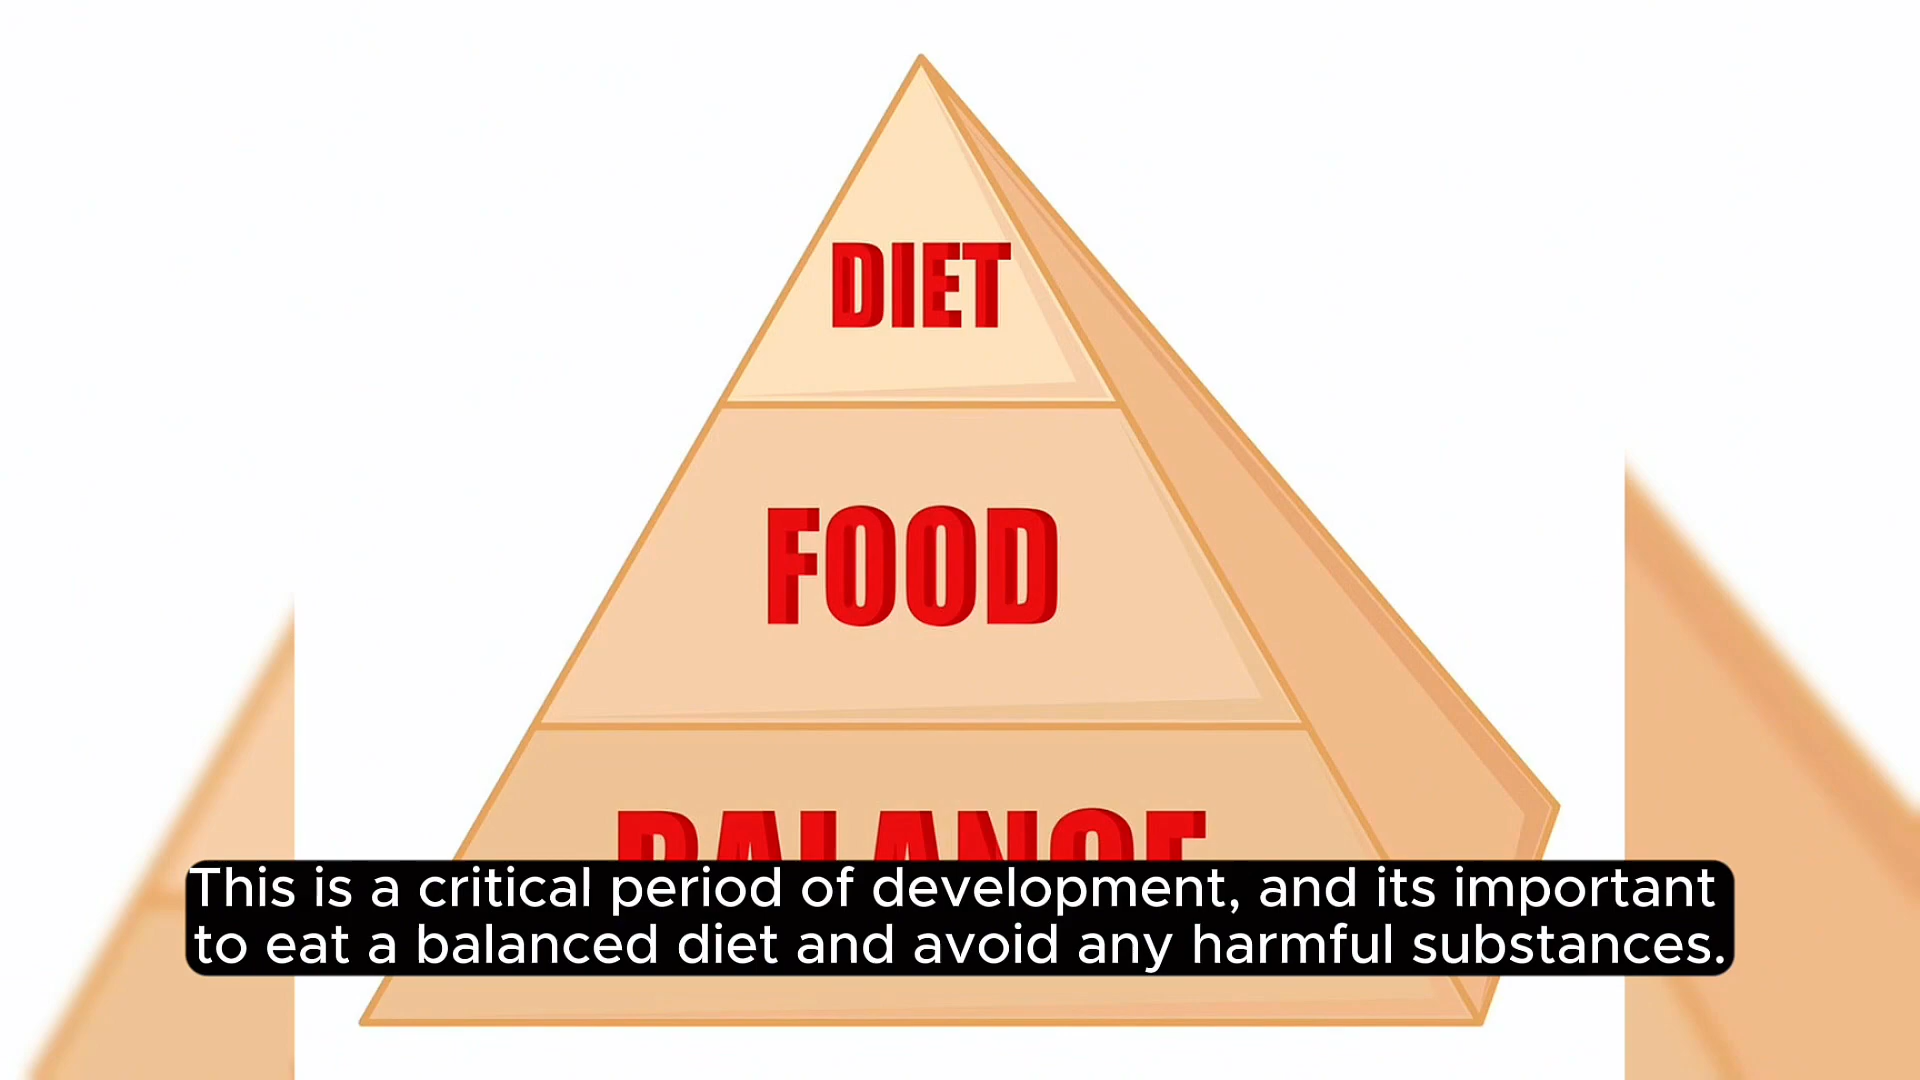 DIET
FOOD
BALANCE
This is a critical period of development, and its important
to eat a balanced diet and avoid any harmful substances.